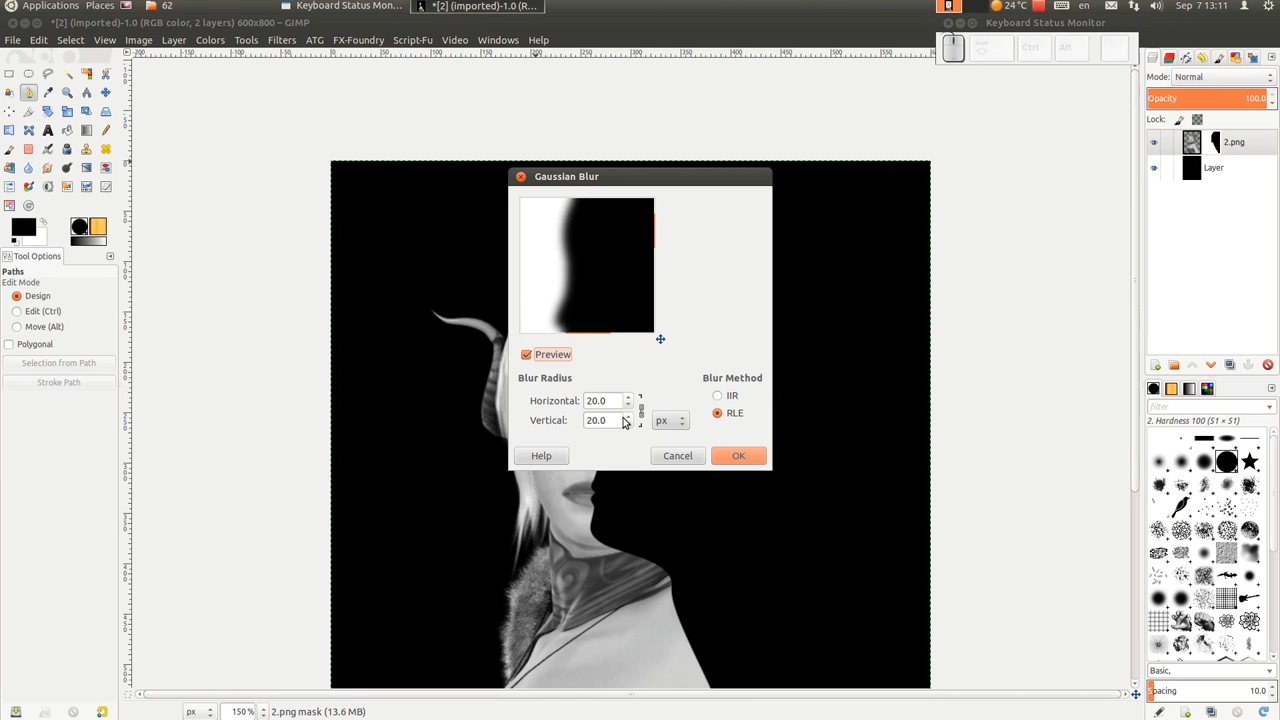 Applications Places 62 Keyboard Status Monit... *[2] (imported)-1.0 (R... 24 °C en Sep 7 13:11
*[2] (imported)-1.0 (RGB color, 2 layers) 600x800 – GIMP
Keyboard Status Monitor
File Edit Select View Image Layer Colors Tools Filters ATG FX-Foundry Script-Fu Video Windows Help
Ctrl Alt
Mode: Normal
Opacity 100.0
Lock:
2.png
Layer
Tool Options
Paths
Edit Mode
Design
Edit (Ctrl)
Move (Alt)
Polygonal
Selection from Path
Stroke Path
Gaussian Blur
Preview
Blur Radius
Horizontal: 20.0
Vertical: 20.0
px
Blur Method
IIR
RLE
Help Cancel OK
filter
2. Hardness 100 (51 × 51)
Basic,
Spacing 10.0
px 150% 2.png mask (13.6 MB)